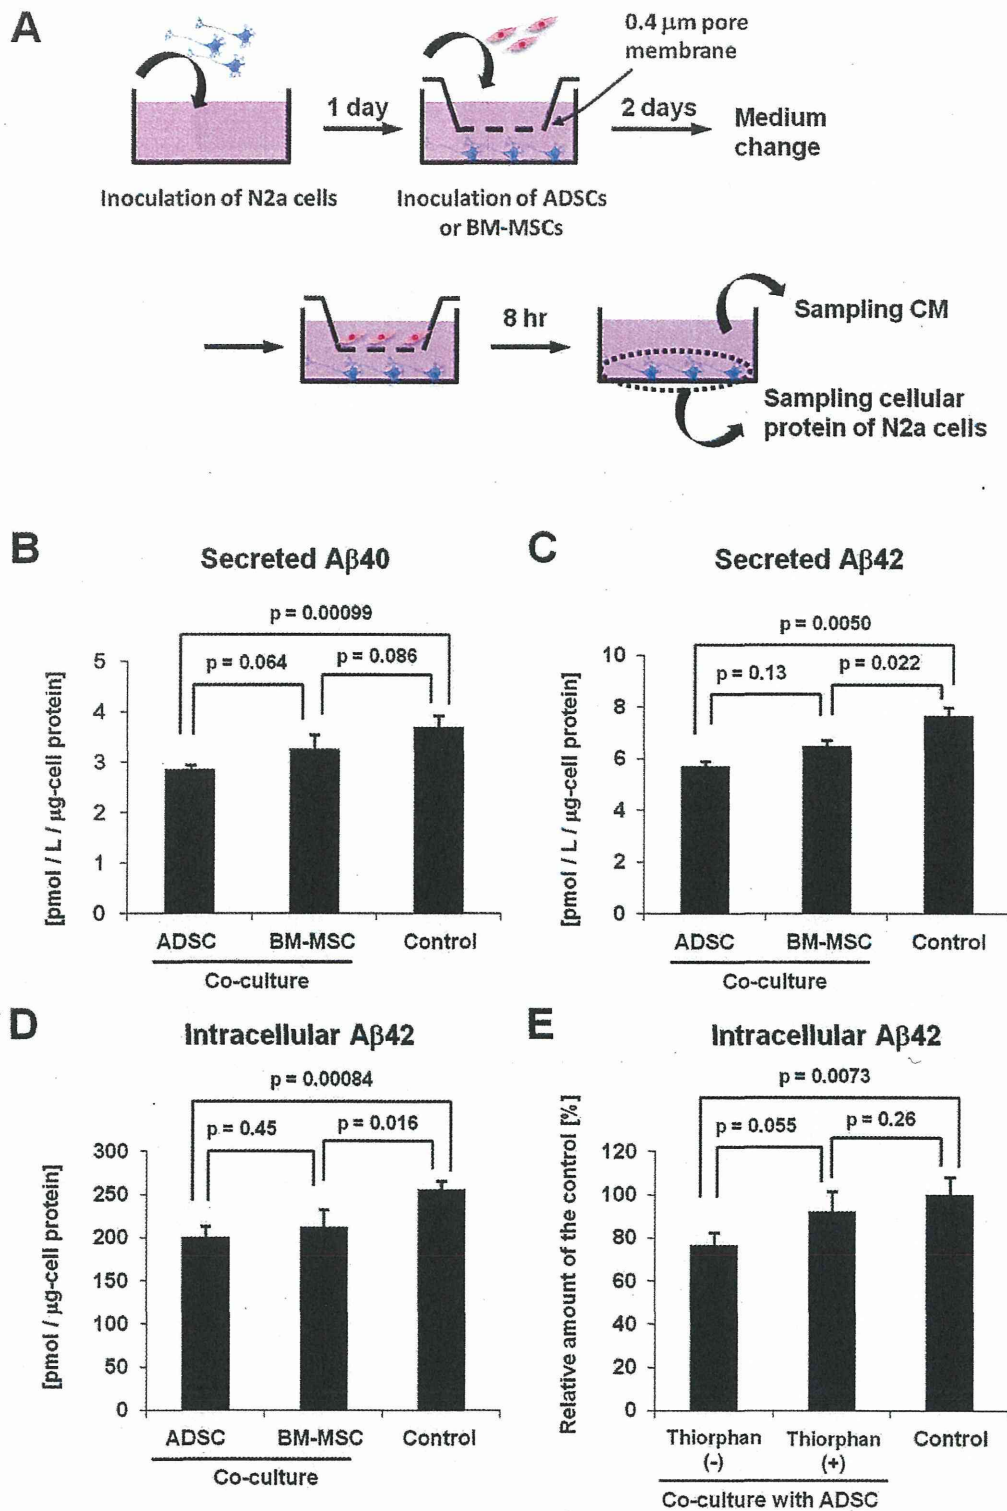 A
0.4 μm pore
membrane
1 day
2 days
Medium
change
Inoculation of N2a cells
Inoculation of ADSCs
or BM-MSCs
8 hr
Sampling CM
Sampling cellular
protein of N2a cells
B
Secreted Aβ40
p = 0.00099
p = 0.064
p = 0.086
[pmol / L / μg-cell protein]
5
4
3
2
1
0
ADSC
BM-MSC
Control
Co-culture
C
Secreted Aβ42
p = 0.0050
p = 0.13
p = 0.022
[pmol / L / μg-cell protein]
10
8
6
4
2
0
ADSC
BM-MSC
Control
Co-culture
D
Intracellular Aβ42
p = 0.00084
p = 0.45
p = 0.016
[pmol / μg-cell protein]
300
250
200
150
100
50
0
ADSC
BM-MSC
Control
Co-culture
E
Intracellular Aβ42
p = 0.0073
p = 0.055
p = 0.26
Relative amount of the control [%]
120
100
80
60
40
20
0
Thiorphan
(-)
Thiorphan
(+)
Control
Co-culture with ADSC